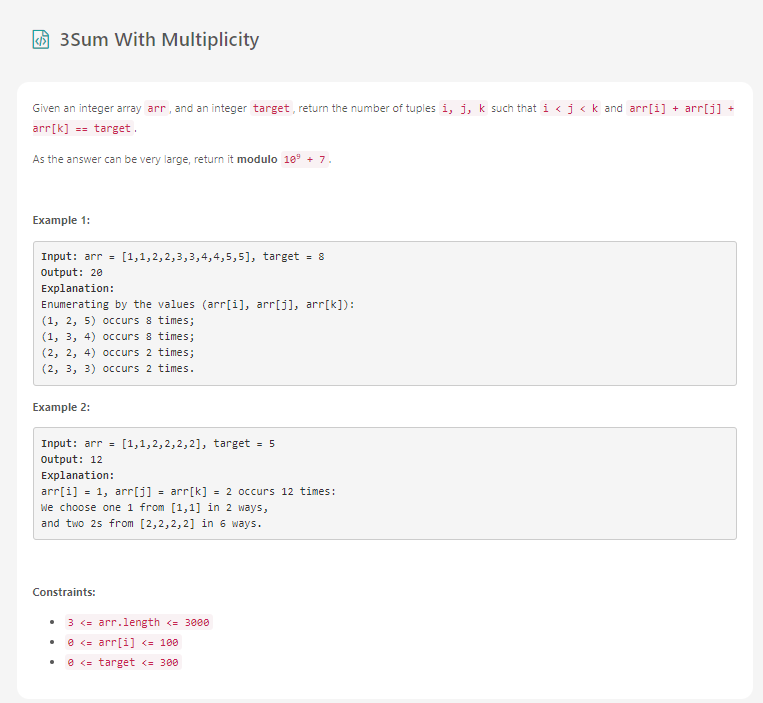 3Sum With Multiplicity
Given an integer array arr, and an integer target, return the number of tuples i, j, k such that i < j < k and arr[i] + arr[j] +
arr[k] == target.
As the answer can be very large, return it modulo 10⁹ + 7.
Example 1:
Input: arr = [1,1,2,2,3,3,4,4,5,5], target = 8
Output: 20
Explanation:
Enumerating by the values (arr[i], arr[j], arr[k]):
(1, 2, 5) occurs 8 times;
(1, 3, 4) occurs 8 times;
(2, 2, 4) occurs 2 times;
(2, 3, 3) occurs 2 times.
Example 2:
Input: arr = [1,1,2,2,2,2], target = 5
Output: 12
Explanation:
arr[i] = 1, arr[j] = arr[k] = 2 occurs 12 times:
We choose one 1 from [1,1] in 2 ways,
and two 2s from [2,2,2,2] in 6 ways.
Constraints:
• 3 <= arr.length <= 3000
• 0 <= arr[i] <= 100
• 0 <= target <= 300